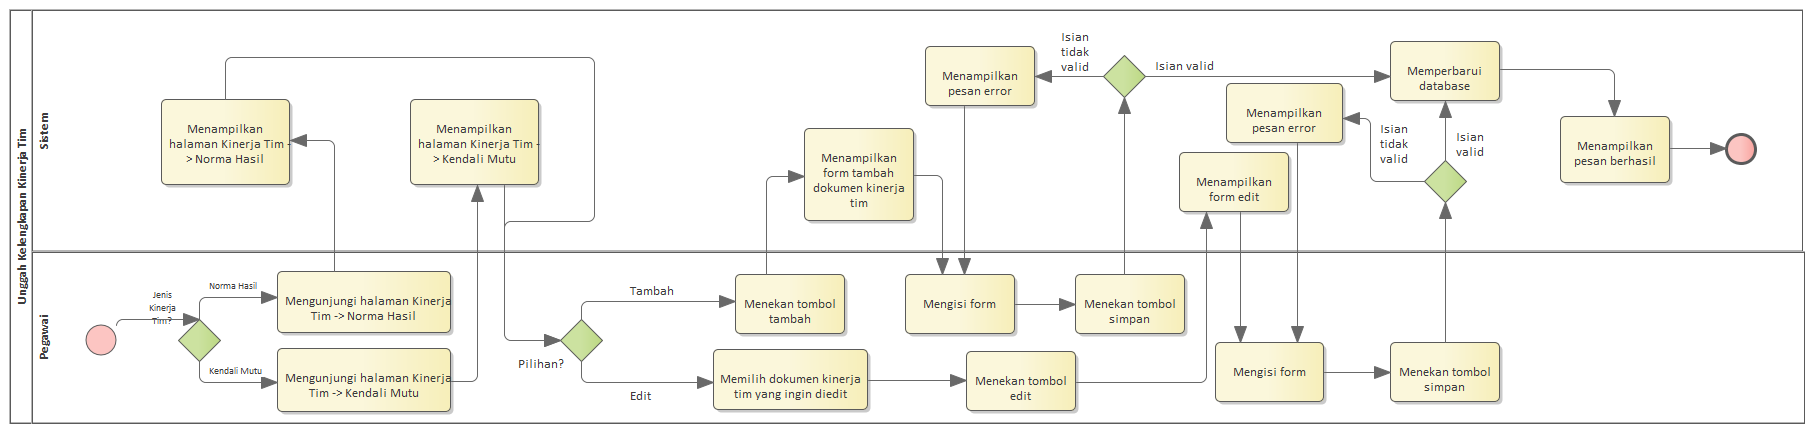 Unggah Kelengkapan Kinerja Tim
Sistem
Menampilkan
halaman Kinerja Tim -
> Norma Hasil
Menampilkan
halaman Kinerja Tim -
> Kendali Mutu
Menampilkan
form tambah
dokumen kinerja
tim
Menampilkan
pesan error
Isian
tidak
valid
Isian valid
Menampilkan
pesan error
Isian
tidak
valid
Isian
valid
Menampilkan
form edit
Memperbarui
database
Menampilkan
pesan berhasil
Pegawai
Jenis
Kinerja
Tim?
Norma Hasil
Kendali Mutu
Mengunjungi halaman Kinerja
Tim -> Norma Hasil
Mengunjungi halaman Kinerja
Tim -> Kendali Mutu
Pilihan?
Tambah
Edit
Menekan tombol
tambah
Memilih dokumen kinerja
tim yang ingin diedit
Mengisi form
Menekan tombol
simpan
Menekan tombol
edit
Mengisi form
Menekan tombol
simpan